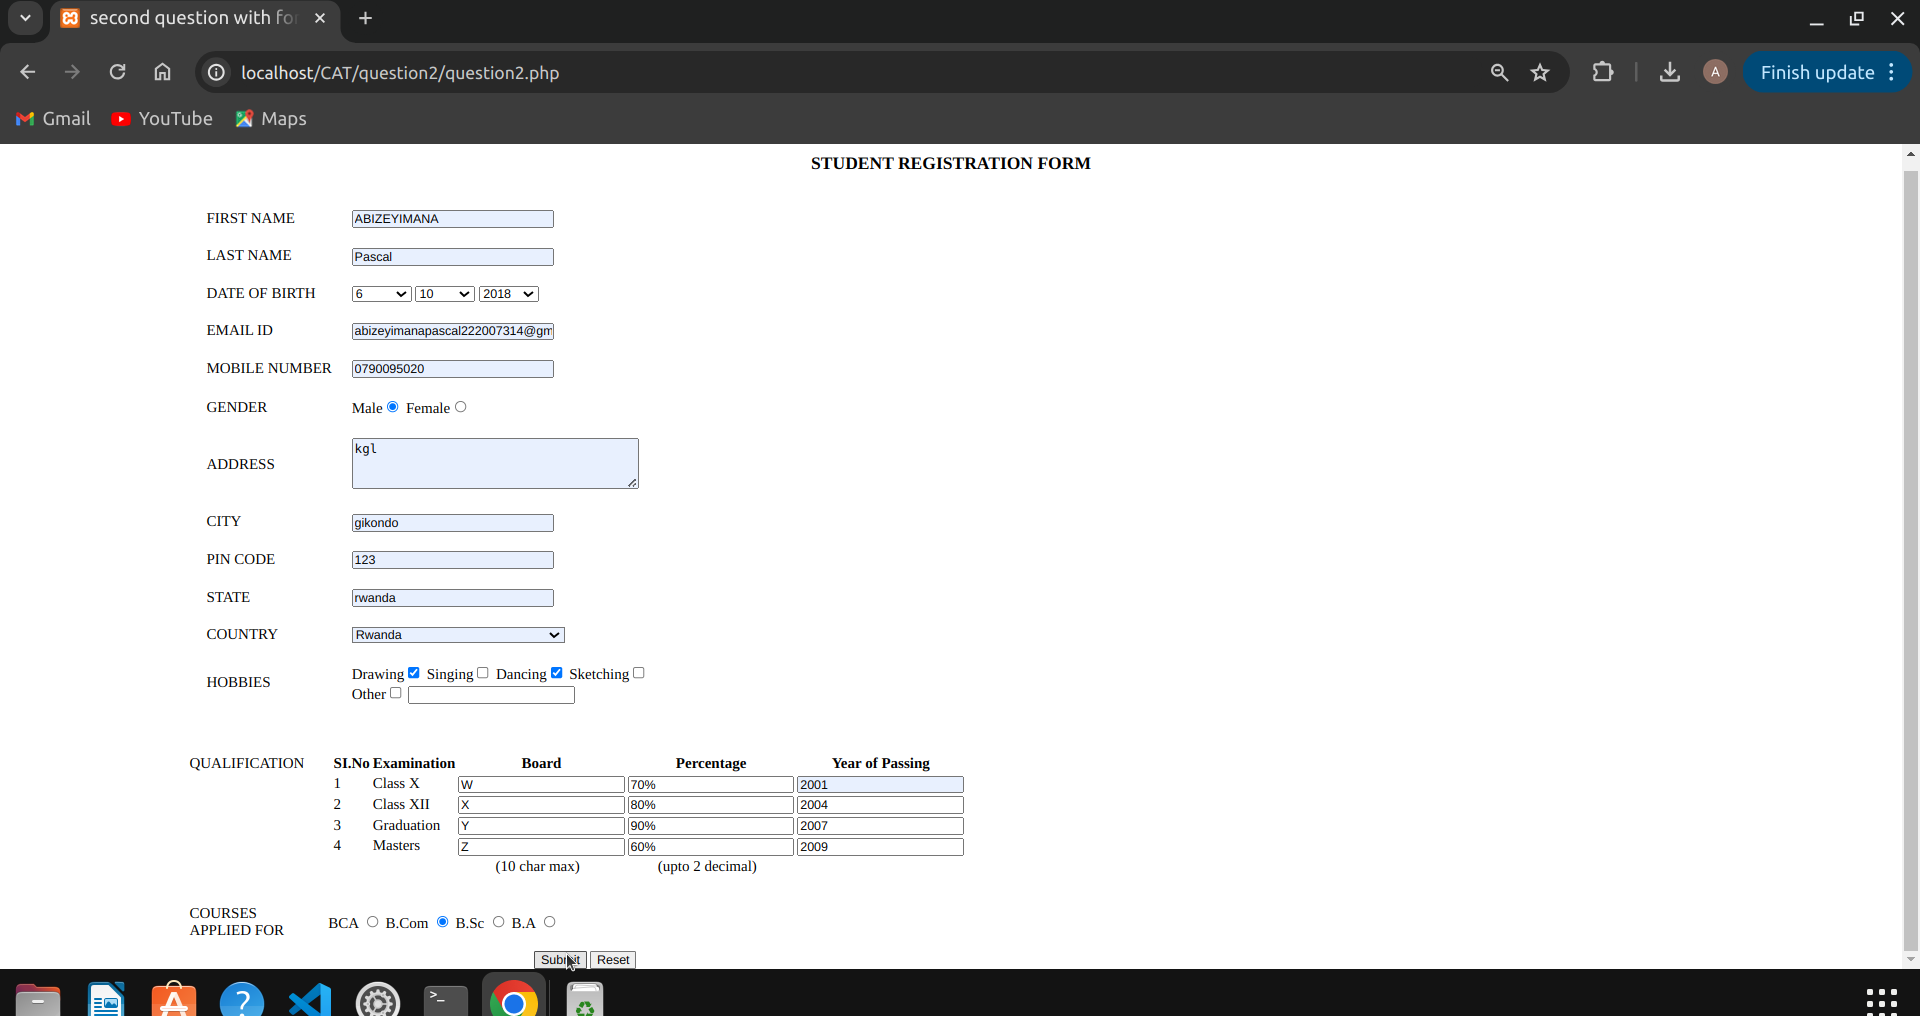 second question with for
localhost/CAT/question2/question2.php
A
Finish update
Gmail YouTube Maps
STUDENT REGISTRATION FORM
FIRST NAME ABIZEYIMANA
LAST NAME Pascal
DATE OF BIRTH 6 10 2018
EMAIL ID abizeyimanapascal222007314@gm
MOBILE NUMBER 0790095020
GENDER Male Female
ADDRESS kgl
CITY gikondo
PIN CODE 123
STATE rwanda
COUNTRY Rwanda
HOBBIES Drawing Singing Dancing Sketching
Other
QUALIFICATION SI.No Examination Board Percentage Year of Passing
1 Class X W 70% 2001
2 Class XII X 80% 2004
3 Graduation Y 90% 2007
4 Masters Z 60% 2009
(10 char max) (upto 2 decimal)
COURSES
APPLIED FOR BCA B.Com B.Sc B.A
Submit Reset